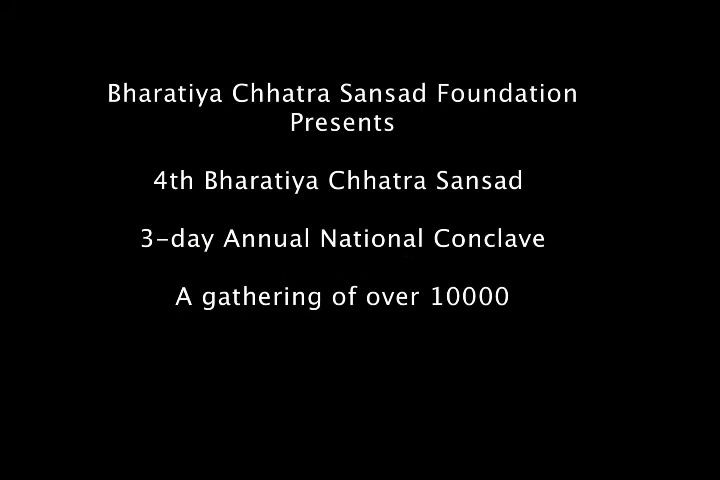 Bharatiya Chhatra Sansad Foundation
Presents
4th Bharatiya Chhatra Sansad
3-day Annual National Conclave
A gathering of over 10000